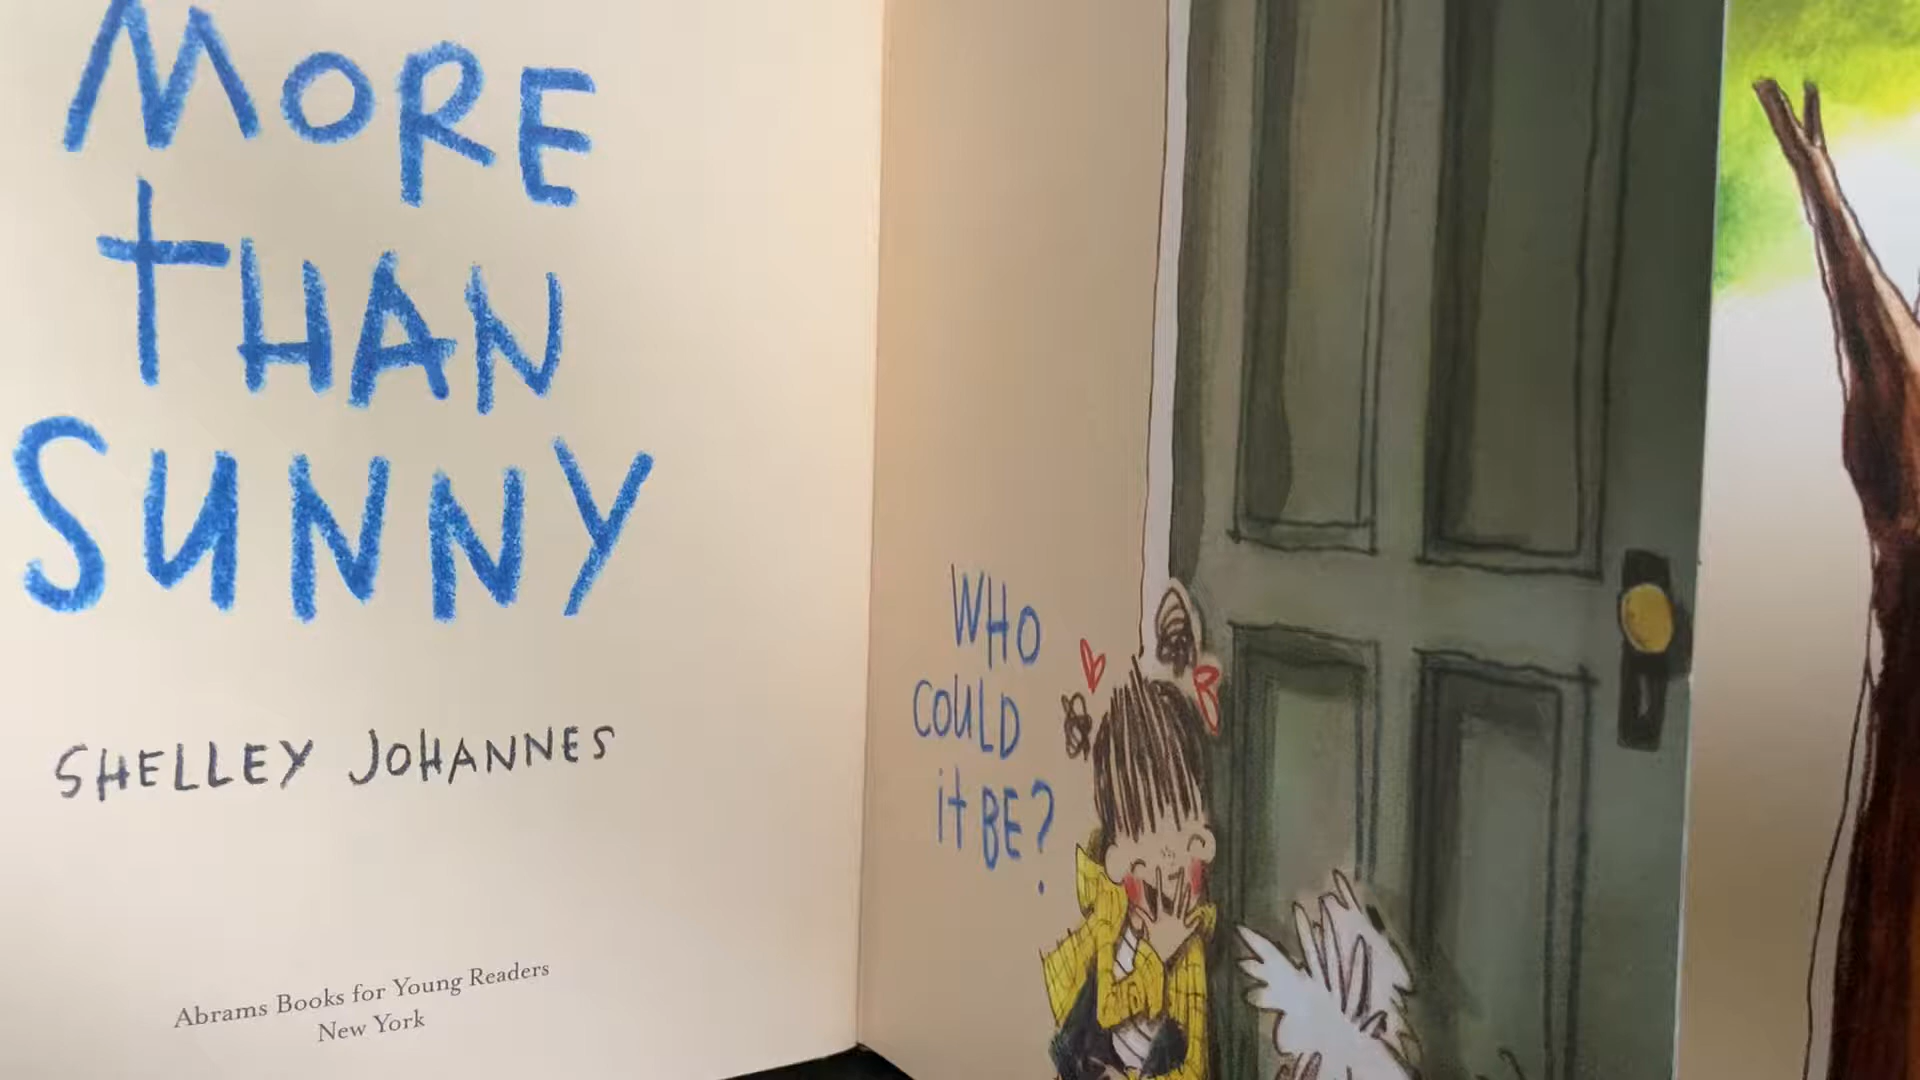 MORE
tHAN
SUNNY
SHELLEY JOHANNES
Abrams Books for Young Readers
New York
WHO
COULD
it BE?